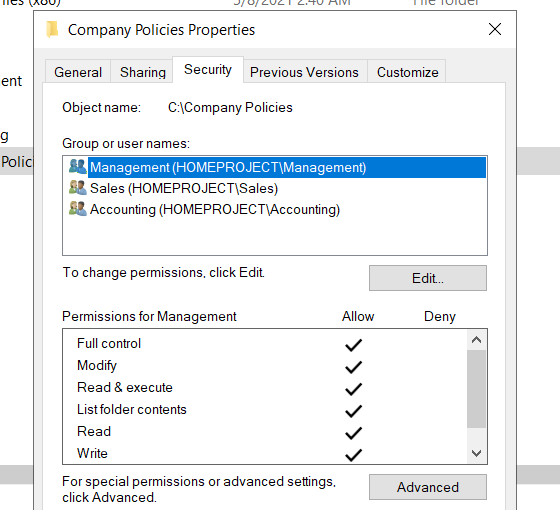 les (x86) 5/8/2021 2:40 AM File folder
Company Policies Properties
General Sharing Security Previous Versions Customize
ment
Object name: C:\Company Policies
g
Group or user names:
Polic
Management (HOMEPROJECT\Management)
Sales (HOMEPROJECT\Sales)
Accounting (HOMEPROJECT\Accounting)
To change permissions, click Edit. Edit...
Permissions for Management Allow Deny
Full control
Modify
Read & execute
List folder contents
Read
Write
For special permissions or advanced settings,
click Advanced. Advanced